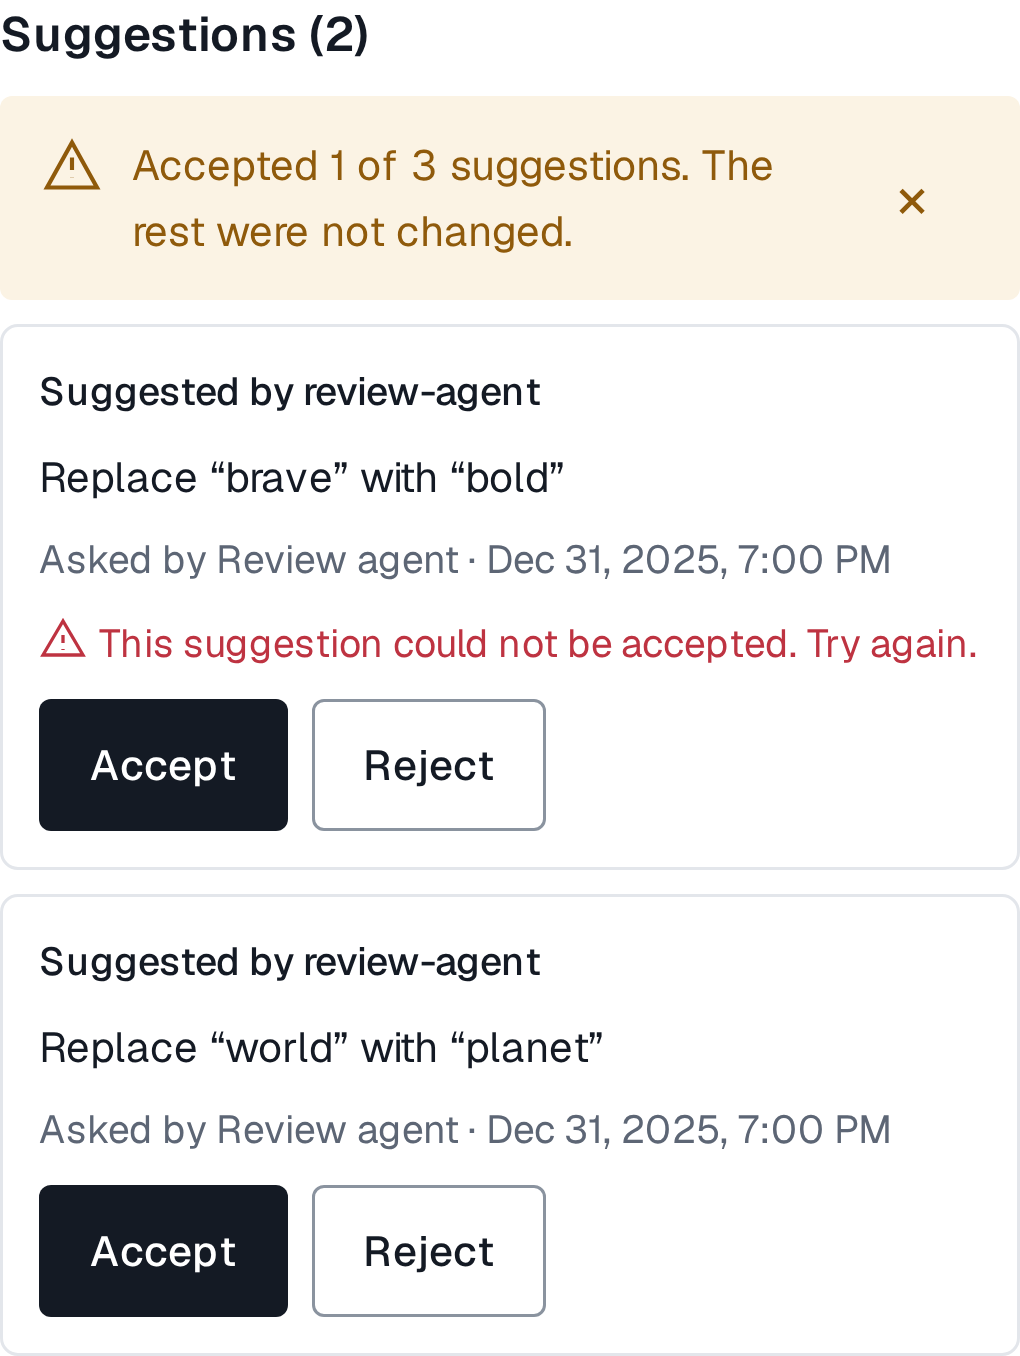 Suggestions (2)
Accepted 1 of 3 suggestions. The
rest were not changed.
Suggested by review-agent
Replace “brave” with “bold”
Asked by Review agent · Dec 31, 2025, 7:00 PM
This suggestion could not be accepted. Try again.
Accept Reject
Suggested by review-agent
Replace “world” with “planet”
Asked by Review agent · Dec 31, 2025, 7:00 PM
Accept Reject